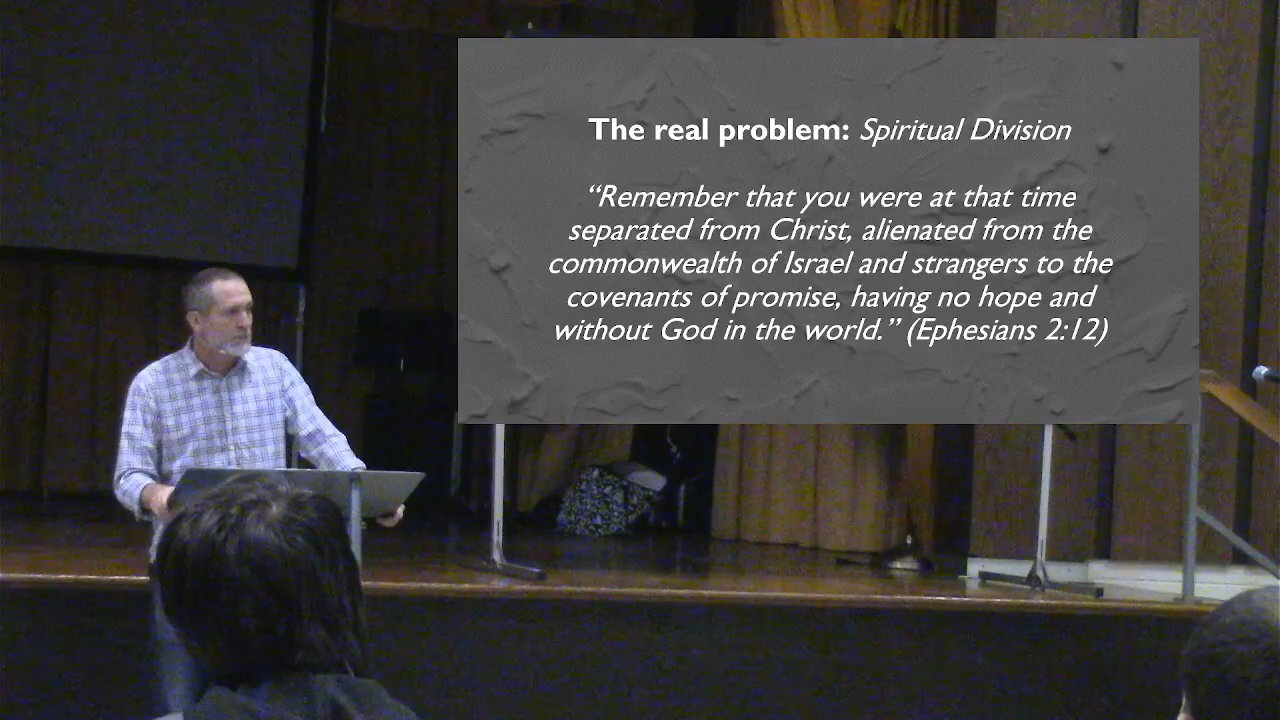 The real problem: Spiritual Division
“Remember that you were at that time
separated from Christ, alienated from the
commonwealth of Israel and strangers to the
covenants of promise, having no hope and
without God in the world.” (Ephesians 2:12)